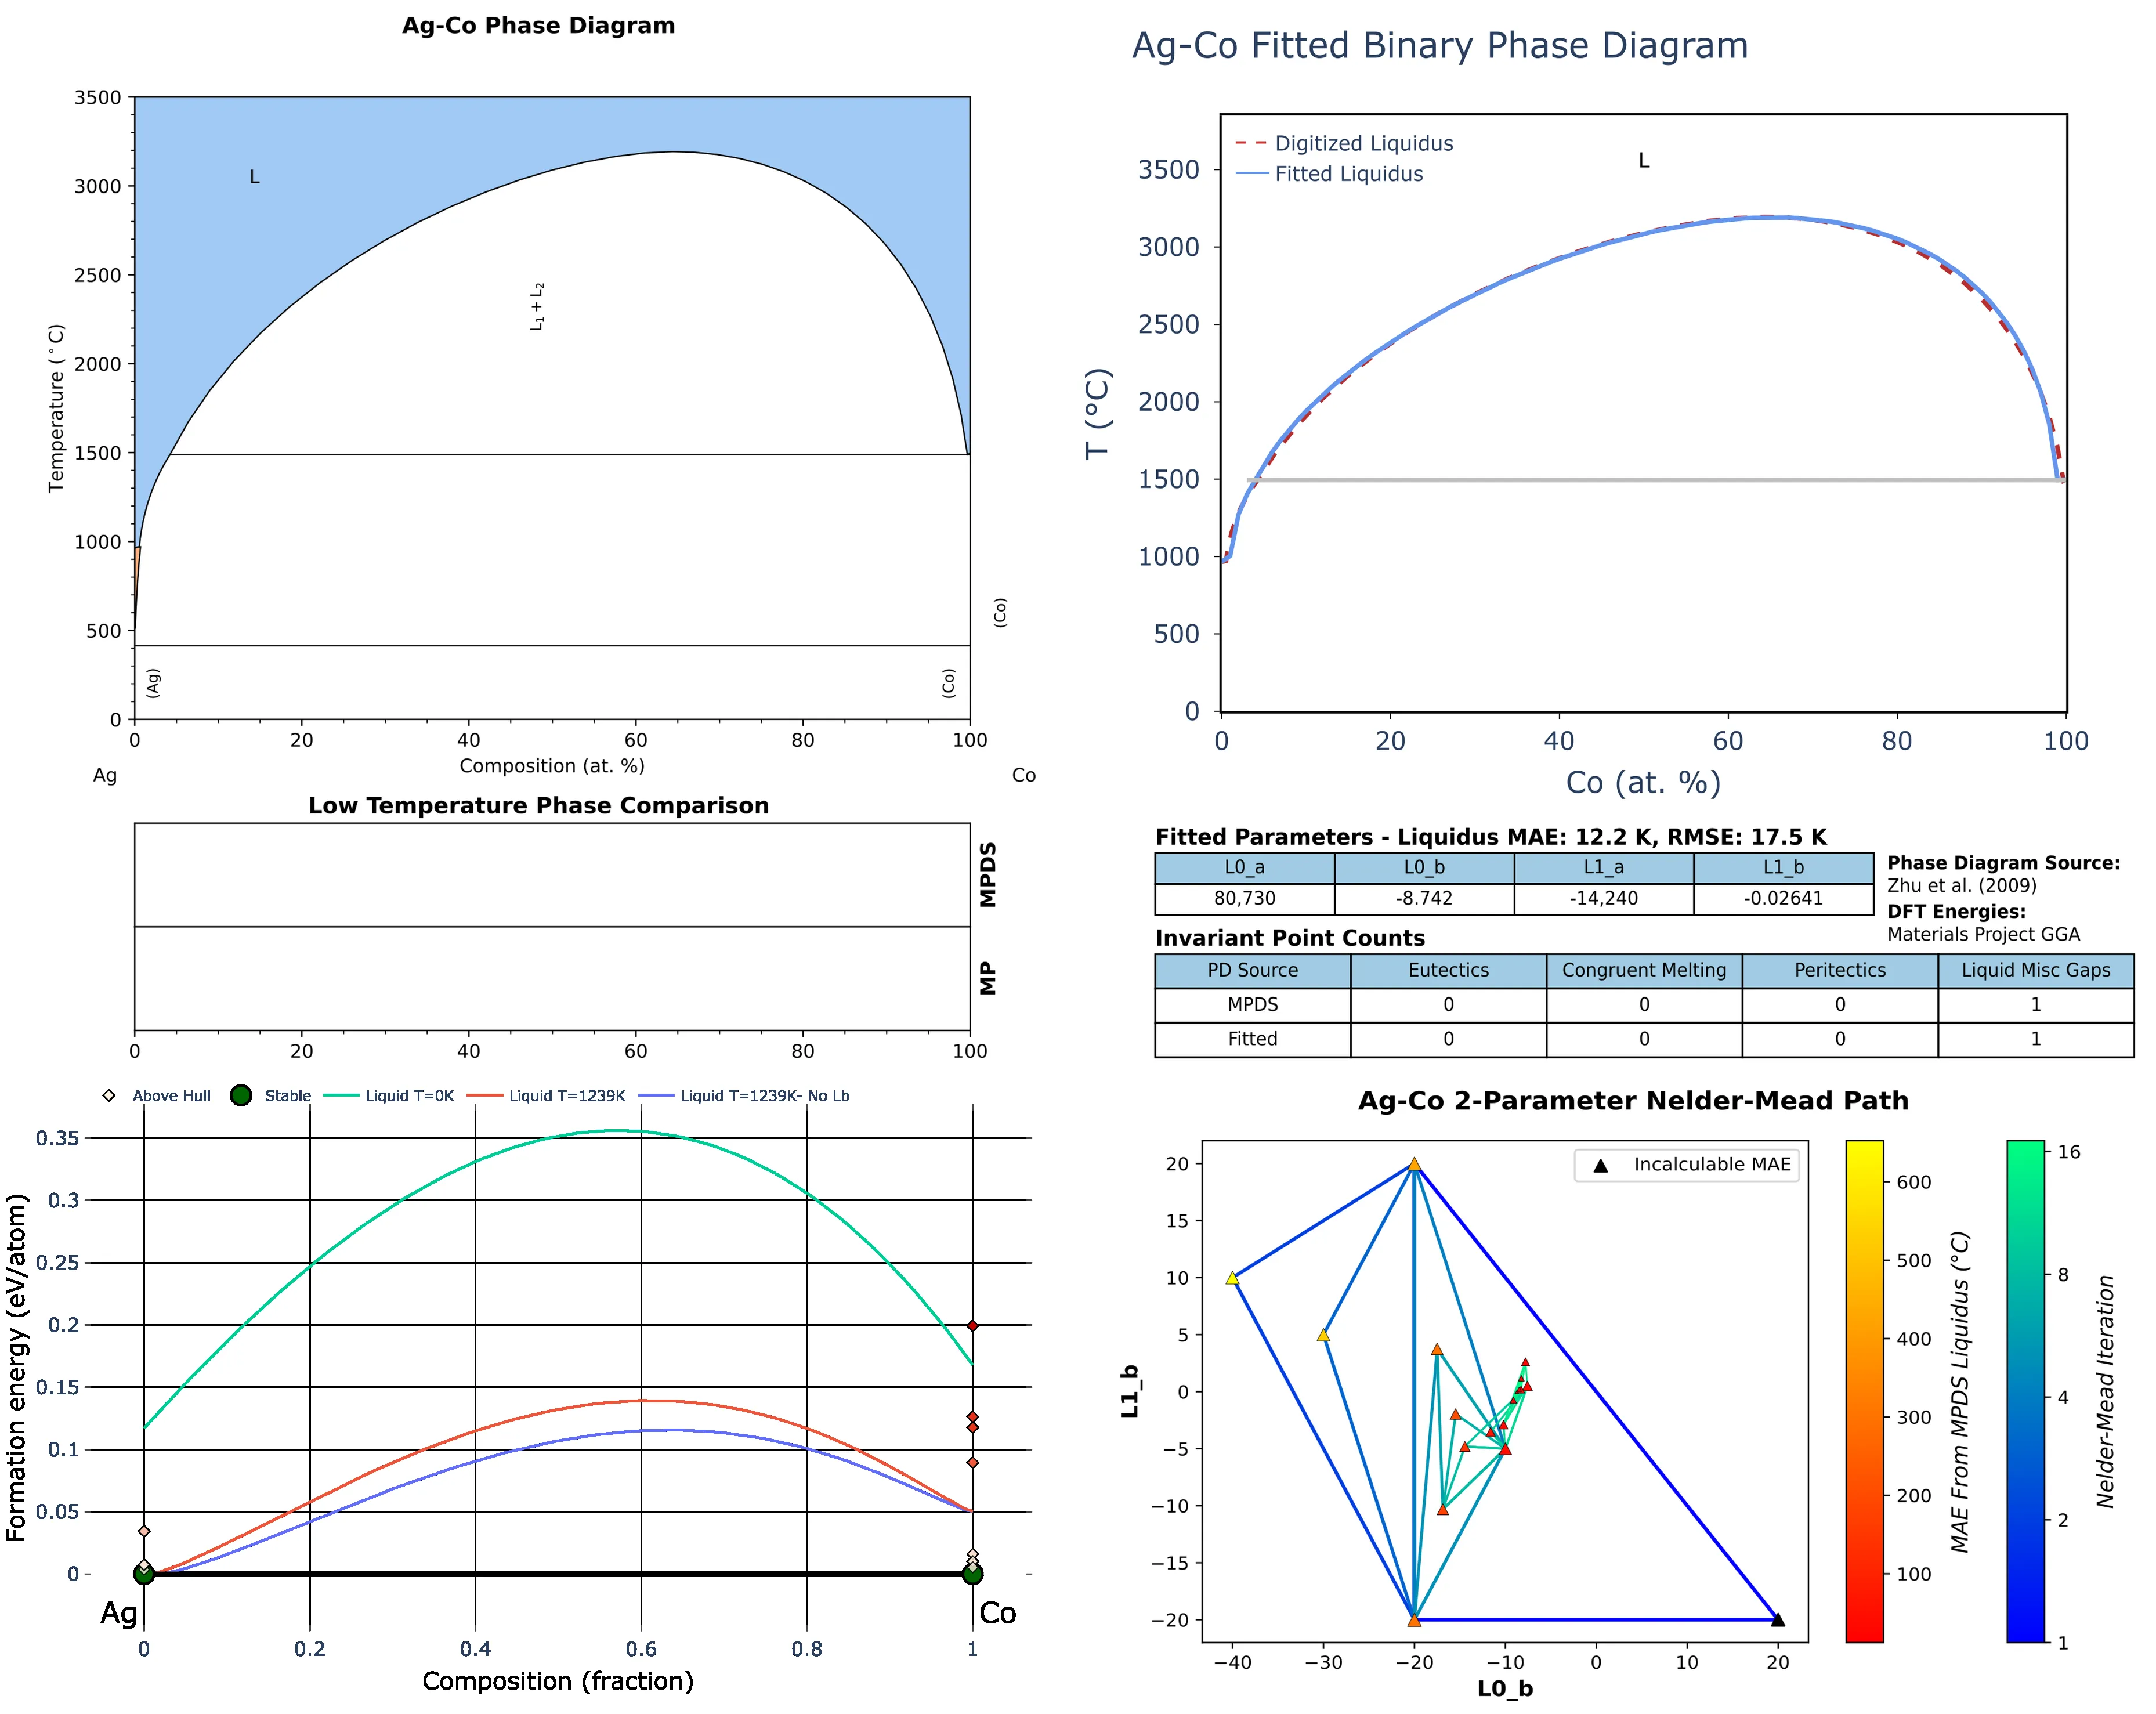 Ag-Co Phase Diagram
3500
3000
2500
2000
1500
1000
500
0
Temperature (°C)
L
L1 + L2
(Ag)
(Co)
(Co)
0 20 40 60 80 100
Ag Composition (at. %) Co
Low Temperature Phase Comparison
MPDS
MP
0 20 40 60 80 100
Above Hull Stable Liquid T=0K Liquid T=1239K Liquid T=1239K- No Lb
0.35
0.3
0.25
0.2
0.15
0.1
0.05
0
Formation energy (eV/atom)
Ag Co
0 0.2 0.4 0.6 0.8 1
Composition (fraction)
Ag-Co Fitted Binary Phase Diagram
Digitized Liquidus
Fitted Liquidus
L
3500
3000
2500
2000
1500
1000
500
0
T (°C)
0 20 40 60 80 100
Co (at. %)
Fitted Parameters - Liquidus MAE: 12.2 K, RMSE: 17.5 K
L0_a L0_b L1_a L1_b
80,730 -8.742 -14,240 -0.02641
Phase Diagram Source:
Zhu et al. (2009)
DFT Energies:
Materials Project GGA
Invariant Point Counts
PD Source Eutectics Congruent Melting Peritectics Liquid Misc Gaps
MPDS 0 0 0 1
Fitted 0 0 0 1
Ag-Co 2-Parameter Nelder-Mead Path
Incalculable MAE
20
15
10
5
0
−5
−10
−15
−20
L1_b
−40 −30 −20 −10 0 10 20
L0_b
600
500
400
300
200
100
MAE From MPDS Liquidus (°C)
16
8
4
2
1
Nelder-Mead Iteration